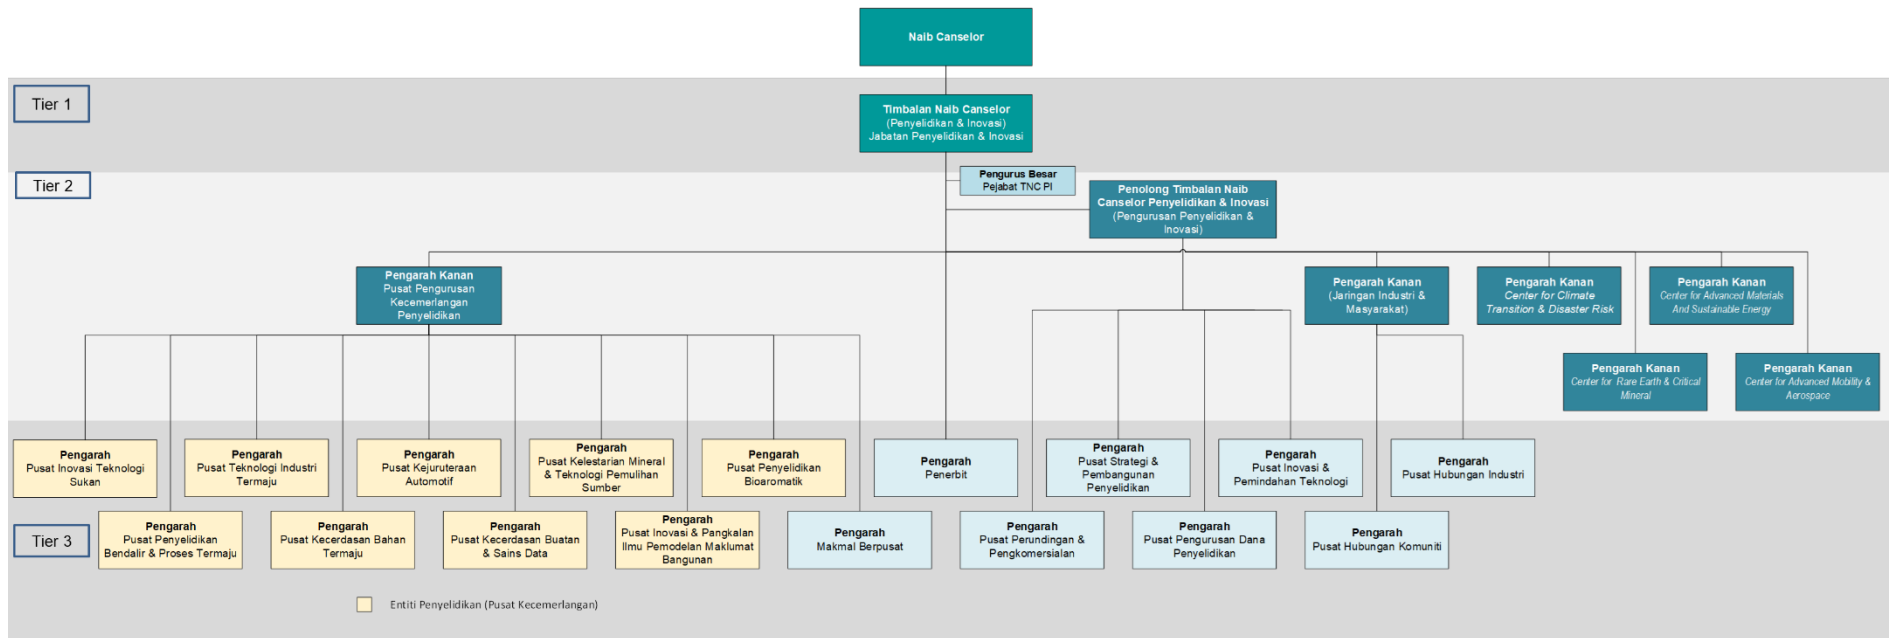 Naib Canselor
Tier 1
Timbalan Naib Canselor
(Penyelidikan & Inovasi)
Jabatan Penyelidikan & Inovasi
Tier 2
Pengurus Besar
Pejabat TNC PI
Penolong Timbalan Naib
Canselor Penyelidikan & Inovasi
(Pengurusan Penyelidikan &
Inovasi)
Pengarah Kanan
Pusat Pengurusan
Kecemerlangan
Penyelidikan
Pengarah Kanan
(Jaringan Industri &
Masyarakat)
Pengarah Kanan
Center for Climate
Transition & Disaster Risk
Pengarah Kanan
Center for Advanced Materials
And Sustainable Energy
Pengarah Kanan
Center for Rare Earth & Critical
Mineral
Pengarah Kanan
Center for Advanced Mobility &
Aerospace
Pengarah
Pusat Inovasi Teknologi
Sukan
Pengarah
Pusat Teknologi Industri
Termaju
Pengarah
Pusat Kejuruteraan
Automotif
Pengarah
Pusat Kelestarian Mineral
& Teknologi Pemulihan
Sumber
Pengarah
Pusat Penyelidikan
Bioaromatik
Pengarah
Penerbit
Pengarah
Pusat Strategi &
Pembangunan
Penyelidikan
Pengarah
Pusat Inovasi &
Pemindahan Teknologi
Pengarah
Pusat Hubungan Industri
Tier 3
Pengarah
Pusat Penyelidikan
Bendalir & Proses Termaju
Pengarah
Pusat Kecerdasan Bahan
Termaju
Pengarah
Pusat Kecerdasan Buatan
& Sains Data
Pengarah
Pusat Inovasi & Pangkalan
Ilmu Pemodelan Maklumat
Bangunan
Pengarah
Makmal Berpusat
Pengarah
Pusat Perundingan &
Pengkomersialan
Pengarah
Pusat Pengurusan Dana
Penyelidikan
Pengarah
Pusat Hubungan Komuniti
Entiti Penyelidikan (Pusat Kecemerlangan)